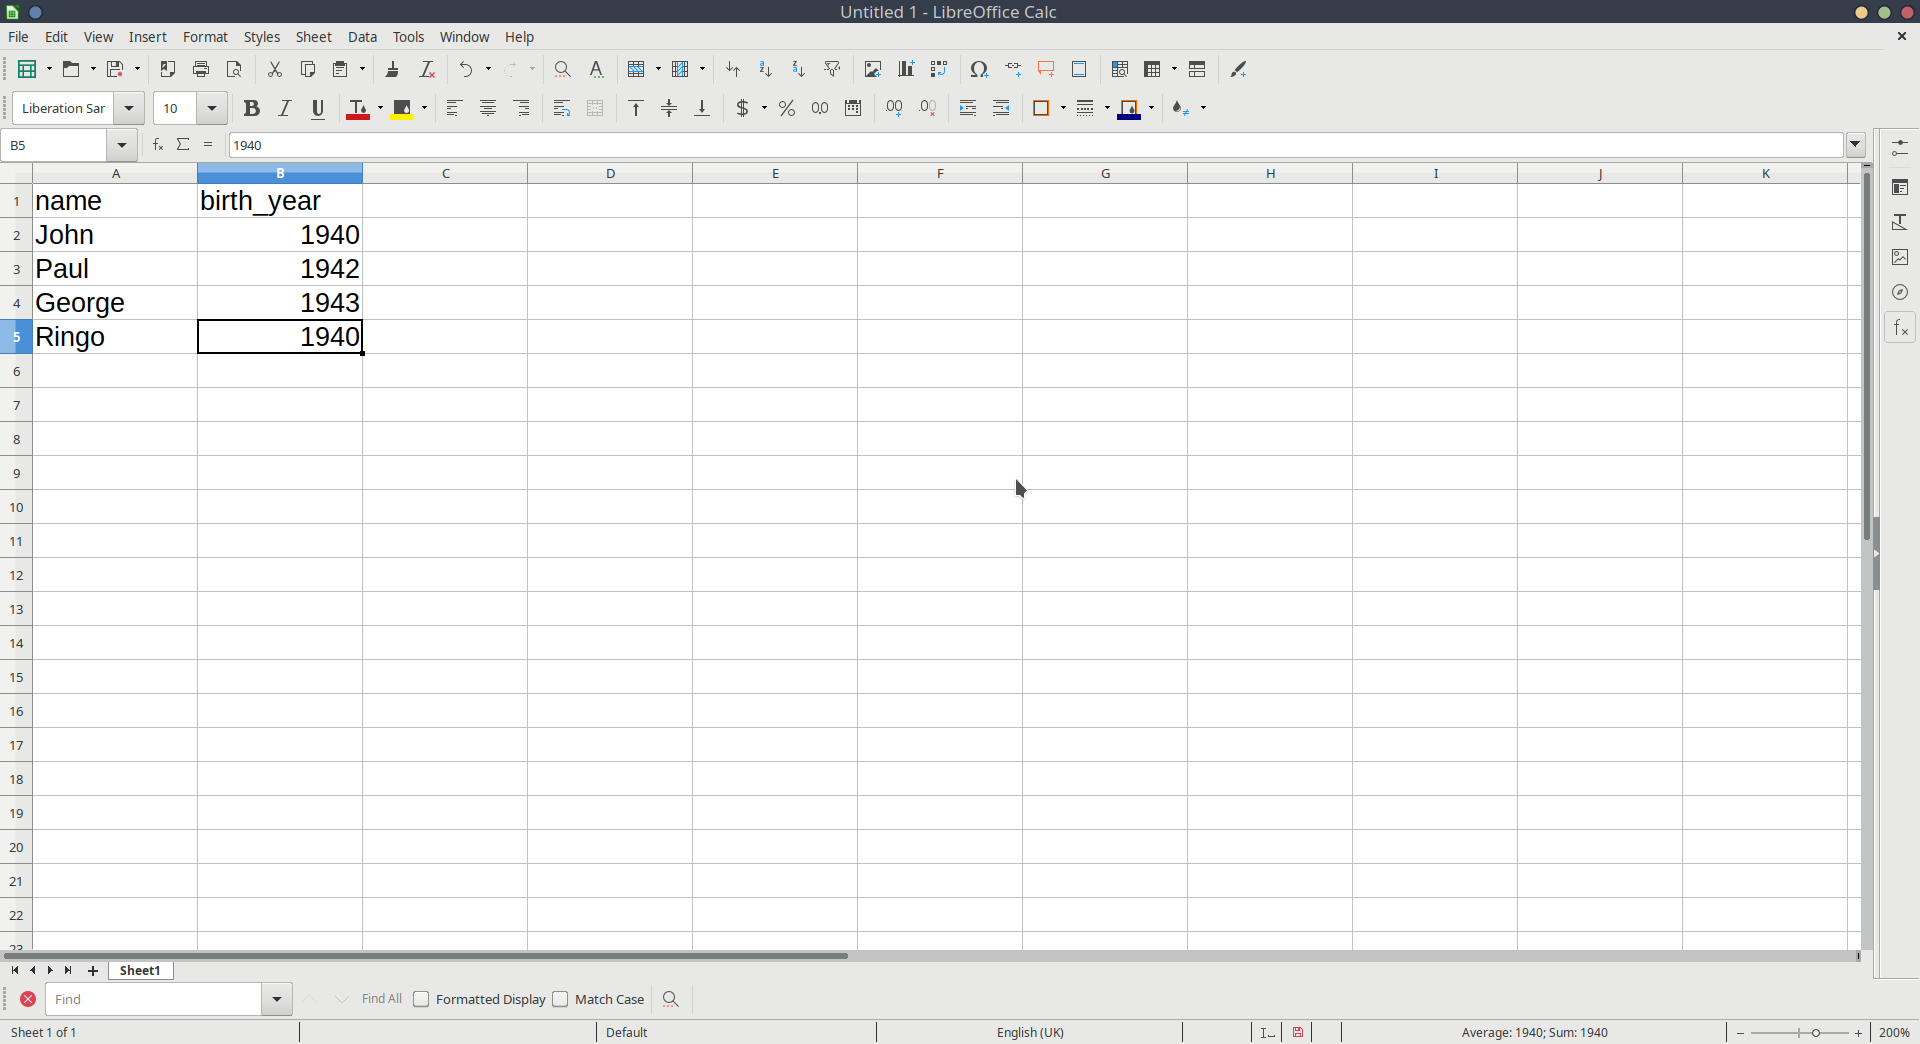 Untitled 1 - LibreOffice Calc
File Edit View Insert Format Styles Sheet Data Tools Window Help
Liberation Sar 10
B5 1940
A B C D E F G H I J K
1 name birth_year
2 John 1940
3 Paul 1942
4 George 1943
5 Ringo 1940
6
7
8
9
10
11
12
13
14
15
16
17
18
19
20
21
22
23
Sheet1
Find Find All Formatted Display Match Case
Sheet 1 of 1 Default English (UK) Average: 1940; Sum: 1940 200%